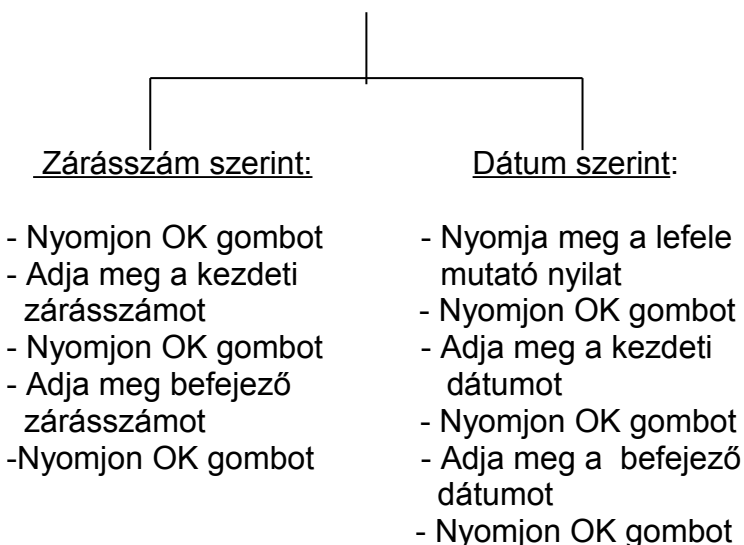 Zárásszám szerint:
- Nyomjon OK gombot
- Adja meg a kezdeti
zárásszámot
- Nyomjon OK gombot
- Adja meg befejező
zárásszámot
-Nyomjon OK gombot
Dátum szerint:
- Nyomja meg a lefele
mutató nyilat
- Nyomjon OK gombot
- Adja meg a kezdeti
dátumot
- Nyomjon OK gombot
- Adja meg a befejező
dátumot
- Nyomjon OK gombot